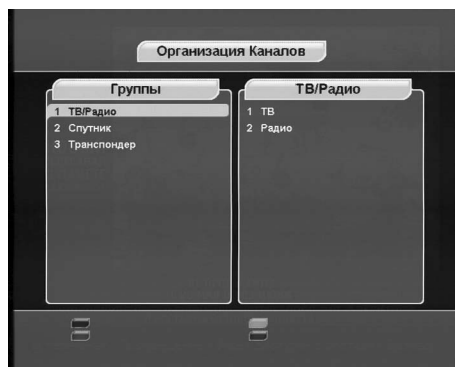 Организация Каналов
Группы
1 ТВ/Радио
2 Спутник
3 Транспондер
ТВ/Радио
1 ТВ
2 Радио